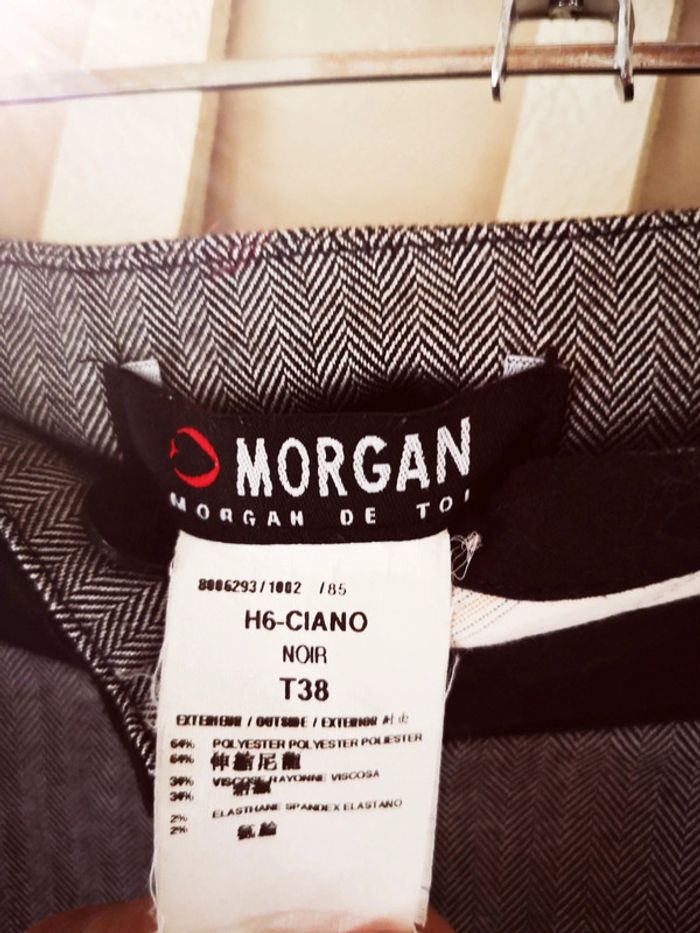 MORGAN
MORGAN DE TOI
8006293/1002 /85
H6-CIANO
NOIR
T38
EXTERIEUR / OUTSIDE / EXTERIOR
64% POLYESTER POLYESTER POLIESTER
64%
34% VISCOSE RAYONNE VISCOSA
34%
2% ELASTHANE SPANDEX ELASTANO
2%